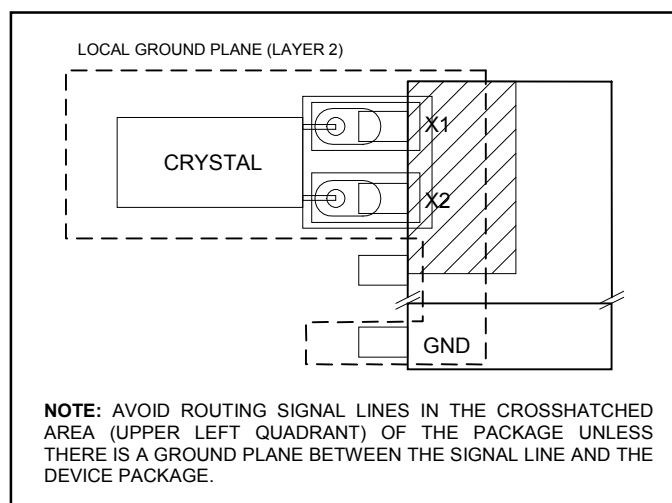 LOCAL GROUND PLANE (LAYER 2)
X1
CRYSTAL
X2
GND
NOTE: AVOID ROUTING SIGNAL LINES IN THE CROSSHATCHED
AREA (UPPER LEFT QUADRANT) OF THE PACKAGE UNLESS
THERE IS A GROUND PLANE BETWEEN THE SIGNAL LINE AND THE
DEVICE PACKAGE.